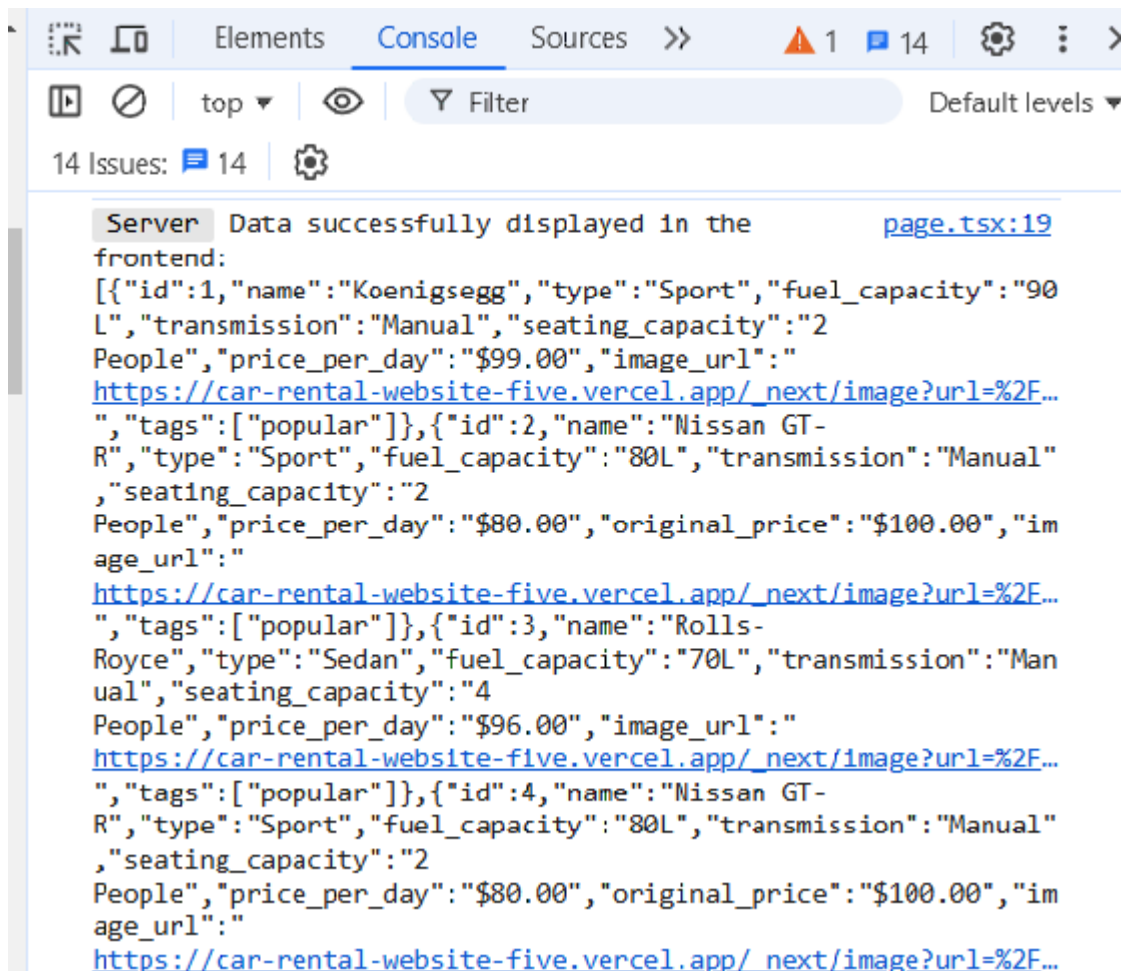 Elements Console Sources >> 1 14
top Filter Default levels
14 Issues: 14
Server Data successfully displayed in the page.tsx:19
frontend:
[{"id":1,"name":"Koenigsegg","type":"Sport","fuel_capacity":"90
L","transmission":"Manual","seating_capacity":"2
People","price_per_day":"$99.00","image_url":"
https://car-rental-website-five.vercel.app/_next/image?url=%2F…
","tags":["popular"]},{"id":2,"name":"Nissan GT-
R","type":"Sport","fuel_capacity":"80L","transmission":"Manual"
,"seating_capacity":"2
People","price_per_day":"$80.00","original_price":"$100.00","im
age_url":"
https://car-rental-website-five.vercel.app/_next/image?url=%2F…
","tags":["popular"]},{"id":3,"name":"Rolls-
Royce","type":"Sedan","fuel_capacity":"70L","transmission":"Man
ual","seating_capacity":"4
People","price_per_day":"$96.00","image_url":"
https://car-rental-website-five.vercel.app/_next/image?url=%2F…
","tags":["popular"]},{"id":4,"name":"Nissan GT-
R","type":"Sport","fuel_capacity":"80L","transmission":"Manual"
,"seating_capacity":"2
People","price_per_day":"$80.00","original_price":"$100.00","im
age_url":"
https://car-rental-website-five.vercel.app/_next/image?url=%2F…